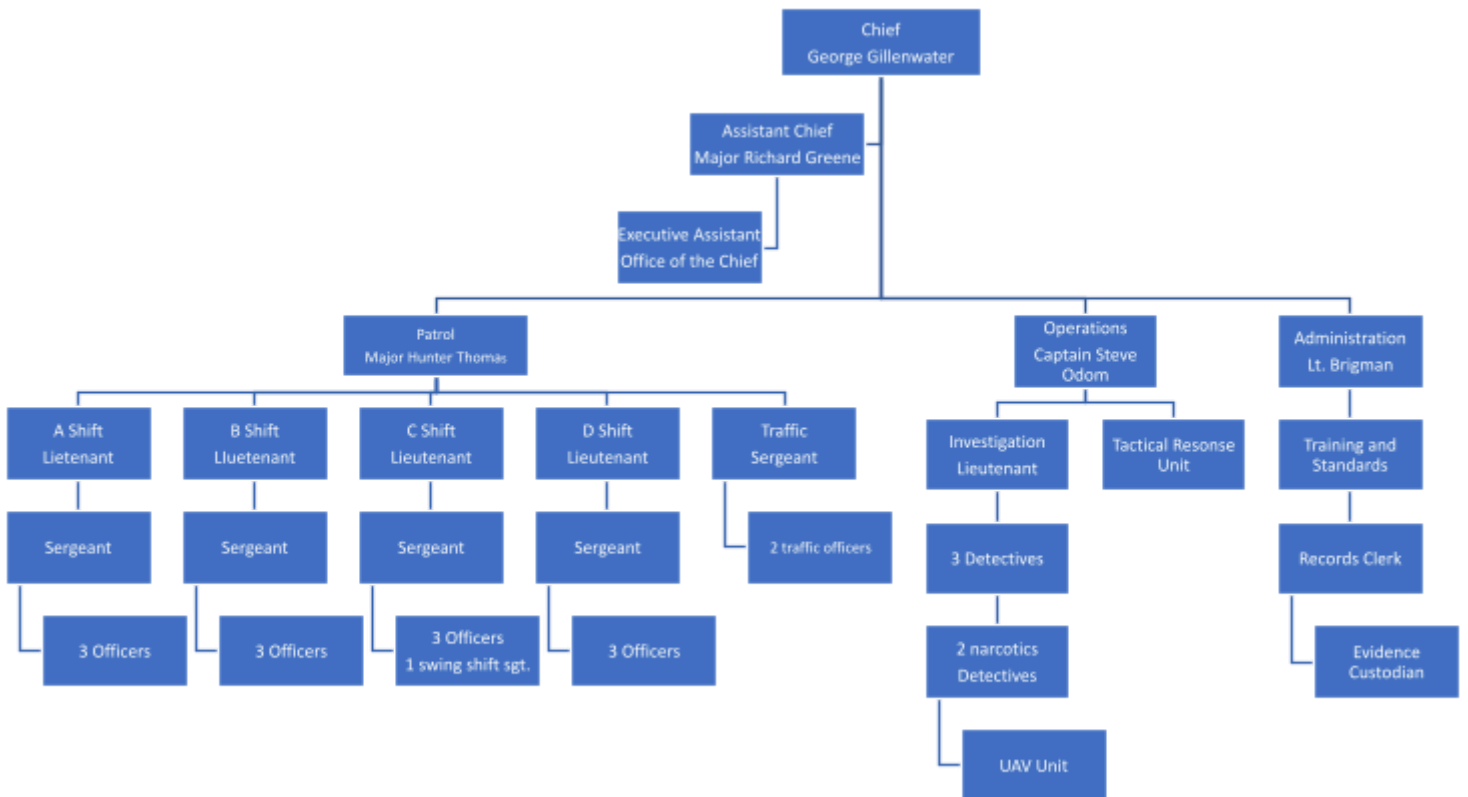 Chief
George Gillenwater
Assistant Chief
Major Richard Greene
Executive Assistant
Office of the Chief
Patrol
Major Hunter Thomas
Operations
Captain Steve
Odom
Administration
Lt. Brigman
A Shift
Lietenant
B Shift
Lluetenant
C Shift
Lieutenant
D Shift
Lieutenant
Traffic
Sergeant
Investigation
Lieutenant
Tactical Resonse
Unit
Training and
Standards
Sergeant
Sergeant
Sergeant
Sergeant
2 traffic officers
3 Detectives
Records Clerk
3 Officers
3 Officers
3 Officers
1 swing shift sgt.
3 Officers
2 narcotics
Detectives
Evidence
Custodian
UAV Unit